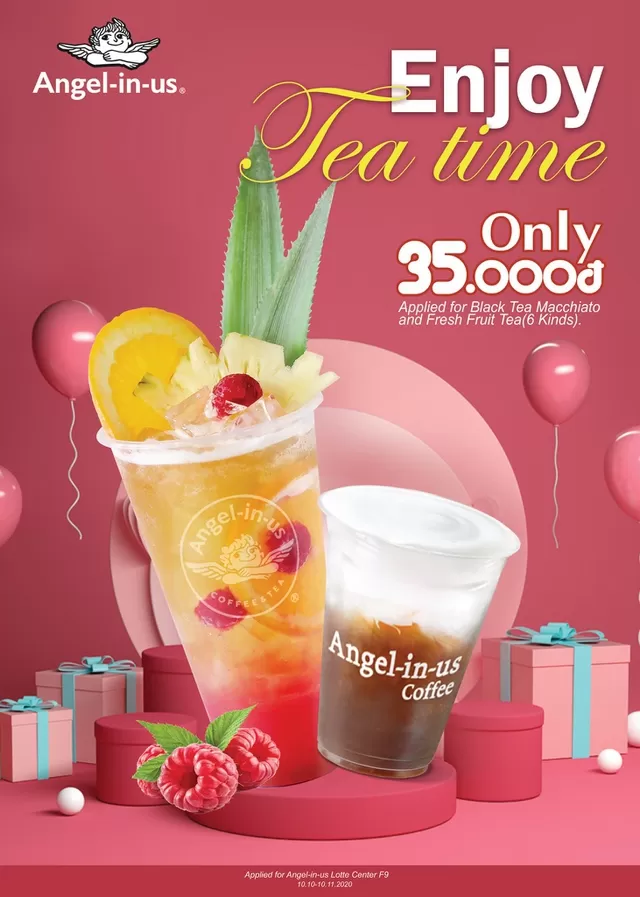 Angel-in-us®
Enjoy
Tea time
Only
35.000đ
Applied for Black Tea Macchiato
and Fresh Fruit Tea(6 Kinds).
Angel-in-us
COFFEE & TEA
®
Angel-in-us
Coffee
Applied for Angel-in-us Lotte Center F9
10.10-10.11.2020